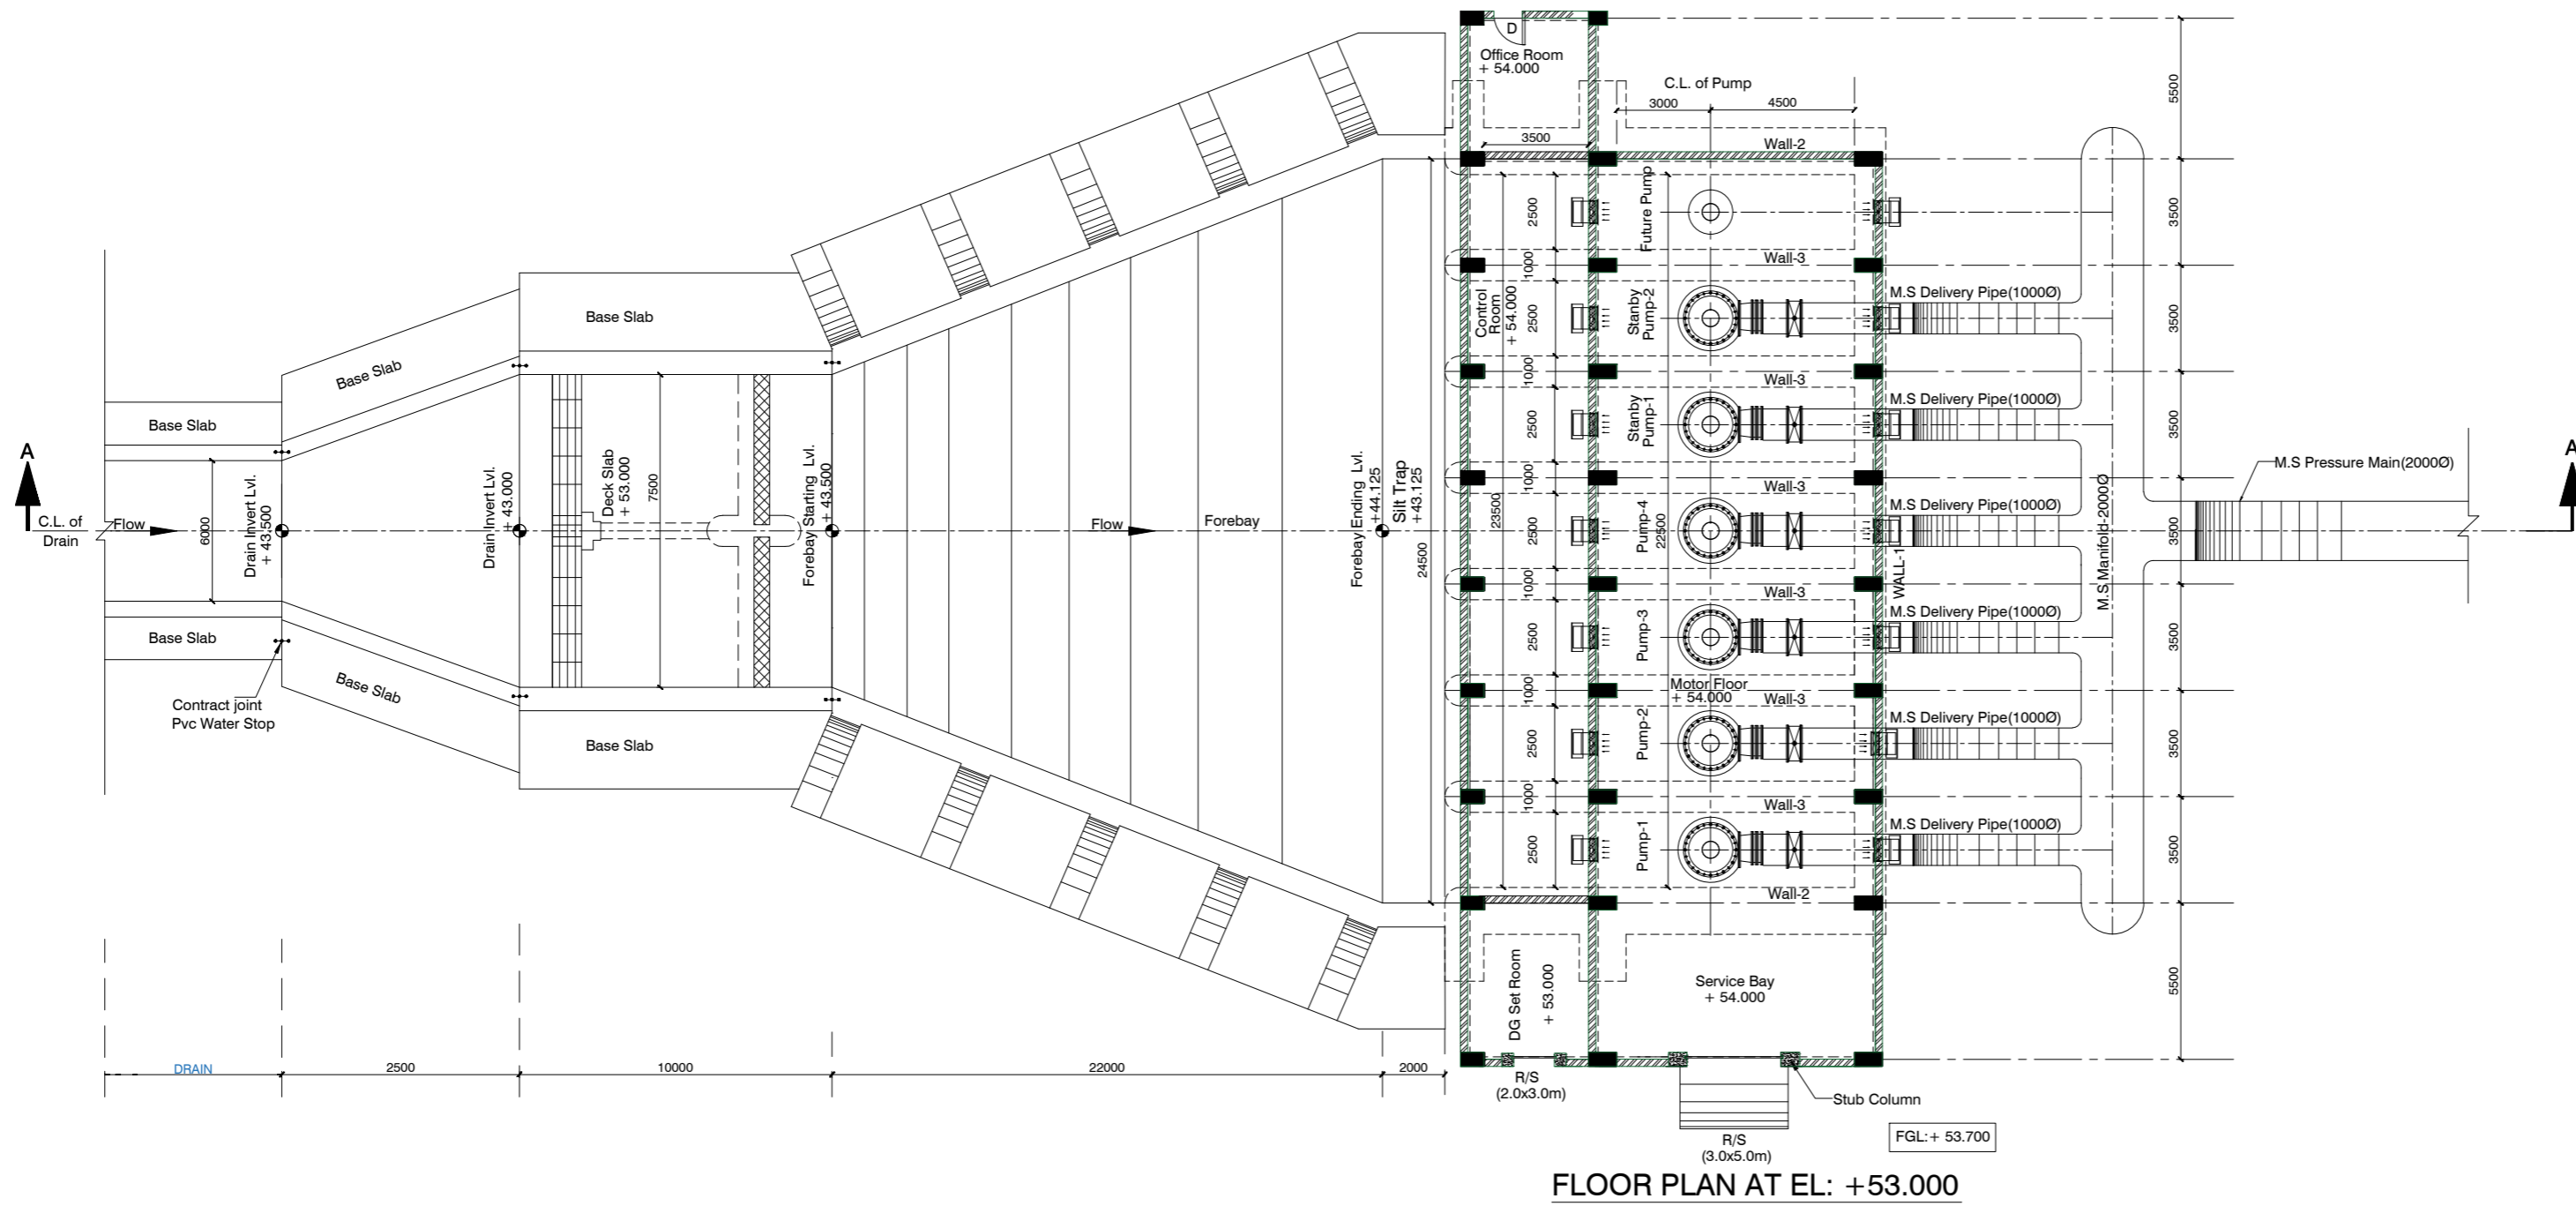 D
Office Room
+ 54.000
C.L. of Pump
3000
4500
5500
3500
Wall-2
Future Pump
2500
3500
1000
Wall-3
Base Slab
Control
Room
+ 54.000
2500
Stanby
Pump-2
M.S Delivery Pipe(1000Ø)
3500
Base Slab
1000
Wall-3
Base Slab
2500
Stanby
Pump-1
M.S Delivery Pipe(1000Ø)
3500
A
A
1000
Wall-3
M.S Pressure Main(2000Ø)
C.L. of
Drain
Flow
6000
Drain Invert Lvl.
+ 43.500
Drain Invert Lvl.
+ 43.000
Deck Slab
+ 53.000
7500
Forebay Starting Lvl.
+ 43.500
Flow
Forebay
Forebay Ending Lvl.
+44.125
Silt Trap
+43.125
24500
23500
2500
Pump-4
22500
M.S Delivery Pipe(1000Ø)
M.S.Manifold-2000Ø
3500
WALL-1
1000
Wall-3
Base Slab
2500
Pump-3
M.S Delivery Pipe(1000Ø)
3500
Base Slab
Contract joint
Pvc Water Stop
Motor Floor
+ 54.000
1000
Wall-3
Base Slab
2500
Pump-2
M.S Delivery Pipe(1000Ø)
3500
1000
Wall-3
2500
Pump-1
M.S Delivery Pipe(1000Ø)
3500
Wall-2
DG Set Room
+ 53.000
Service Bay
+ 54.000
5500
DRAIN
2500
10000
22000
2000
R/S
(2.0x3.0m)
Stub Column
R/S
(3.0x5.0m)
FGL:+ 53.700
FLOOR PLAN AT EL: +53.000